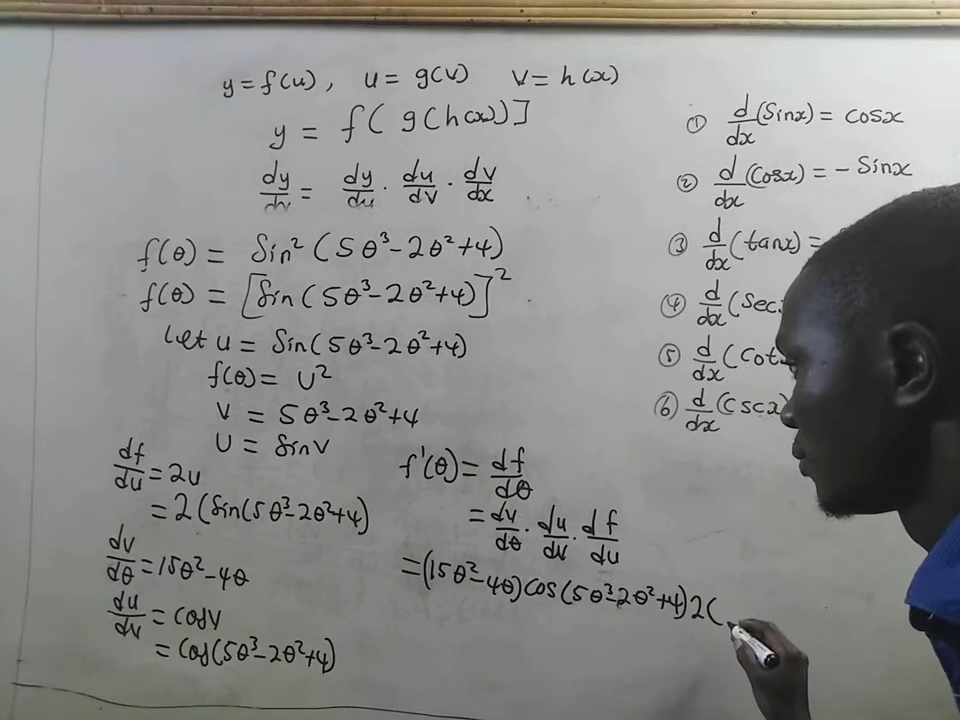 y = f(u), u = g(v) v = h(x)
y = f( g(h(x))]
dy/dx = dy/du · du/dv · dv/dx
f(θ) = Sin² (5θ³-2θ²+4)
f(θ) = [Sin(5θ³-2θ²+4)]²
let u = Sin(5θ³-2θ²+4)
f(θ) = U²
V = 5θ³-2θ²+4
U = SinV
df/du = 2u
= 2(Sin(5θ³-2θ²+4)
dv/dθ = 15θ²-4θ
du/dv = cosV
= Cos(5θ³-2θ²+4)
f'(θ) = df/dθ
= dv/dθ · du/dv · df/du
= (15θ²-4θ)cos(5θ³-2θ²+4)2(
① d/dx (Sinx) = cosx
② d/dx (Cosx) = - Sinx
③ d/dx (tanx) =
④ d/dx (Sec
⑤ d/dx (Cot
⑥ d/dx (Cscx)